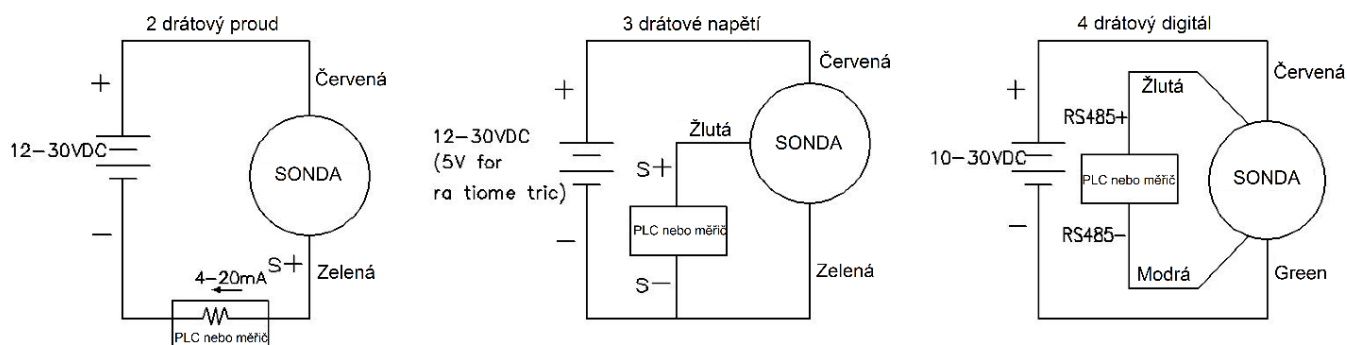 2 drátový proud
+
Červená
12-30VDC
SONDA
–
S+
Zelená
4-20mA
PLC nebo měřič
3 drátové napětí
+
Červená
Žlutá
12-30VDC
(5V for
ra tiome tric)
S+
SONDA
PLC nebo měřič
–
S–
Zelená
4 drátový digitál
+
Červená
Žlutá
RS485+
10-30VDC
PLC nebo měřič
SONDA
–
RS485-
Modrá
Green